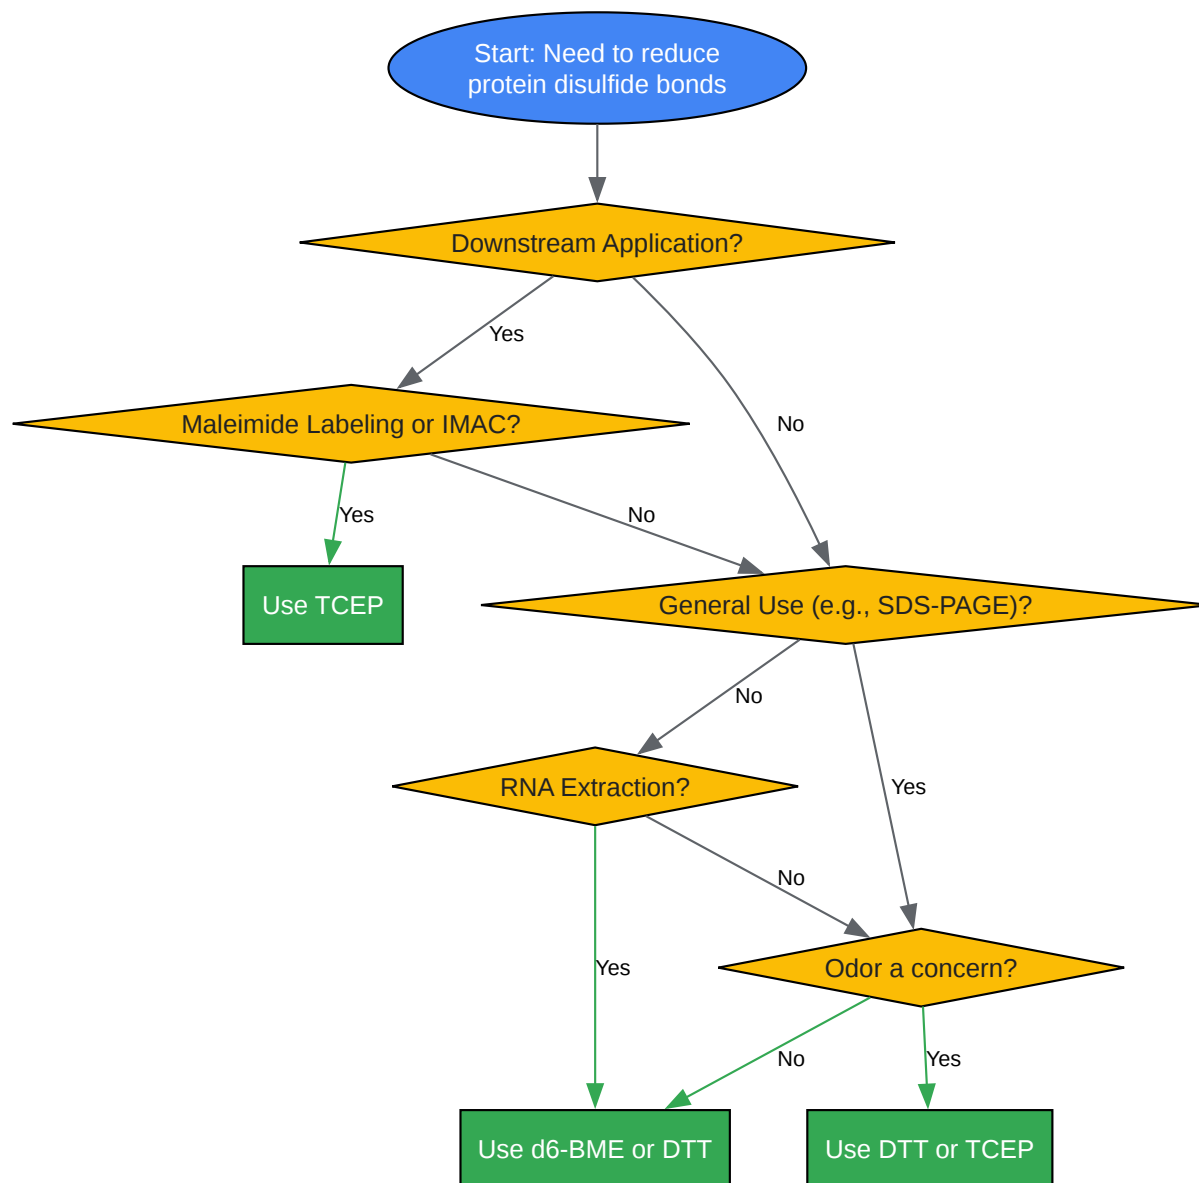 Start: Need to reduce
protein disulfide bonds
Downstream Application?
Yes
No
Maleimide Labeling or IMAC?
Yes
No
Use TCEP
General Use (e.g., SDS-PAGE)?
No
Yes
RNA Extraction?
No
Yes
Odor a concern?
No
Yes
Use d6-BME or DTT
Use DTT or TCEP